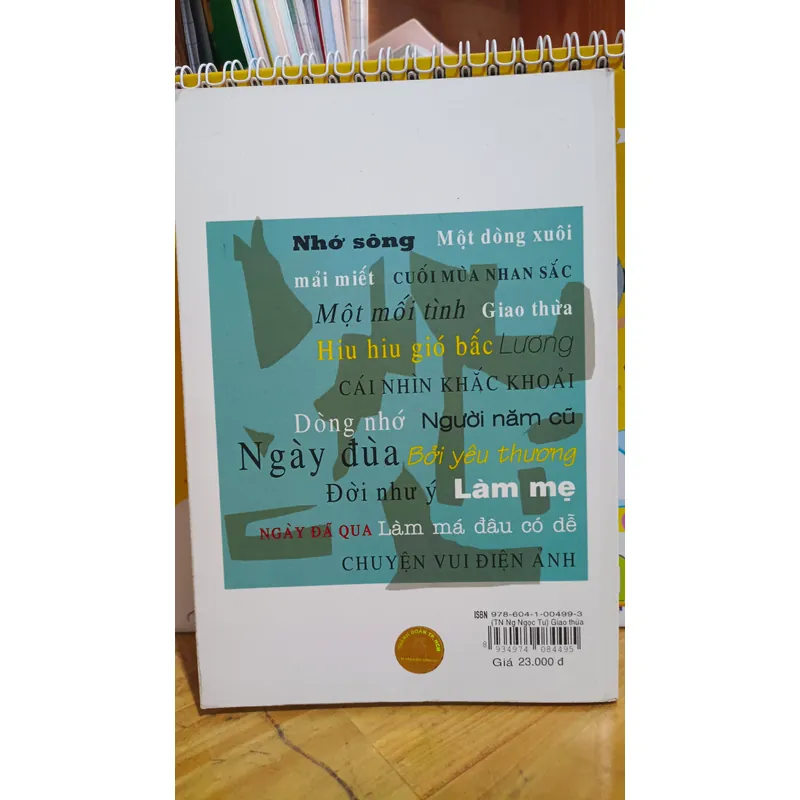 Nhớ sông Một dòng xuôi
mải miết CUỐI MÙA NHAN SẮC
Một mối tình Giao thừa
Hiu hiu gió bấc Lương
CÁI NHÌN KHẮC KHOẢI
Dòng nhớ Người năm cũ
Ngày đùa Bởi yêu thương
Đời như ý Làm mẹ
NGÀY ĐÃ QUA Làm má đâu có dễ
CHUYỆN VUI ĐIỆN ẢNH
ISBN 978-604-1-00499-3
(TN Ng Ngọc Tư) Giao thừa
8 934974 084495
Giá 23.000 đ